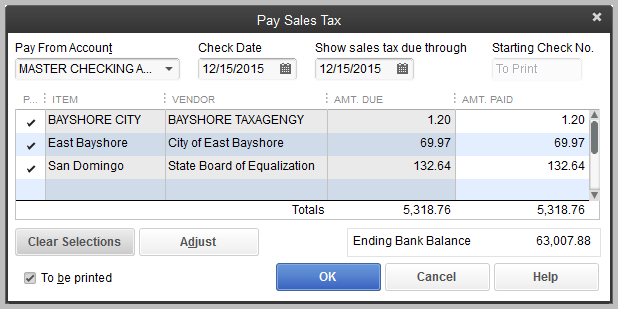 Pay Sales Tax
Pay From Account Check Date Show sales tax due through Starting Check No.
MASTER CHECKING A... 12/15/2015 12/15/2015 To Print
P... ITEM VENDOR AMT. DUE AMT. PAID
BAYSHORE CITY BAYSHORE TAXAGENGY 1.20 1.20
East Bayshore City of East Bayshore 69.97 69.97
San Domingo State Board of Equalization 132.64 132.64
Totals 5,318.76 5,318.76
Clear Selections Adjust Ending Bank Balance 63,007.88
To be printed OK Cancel Help